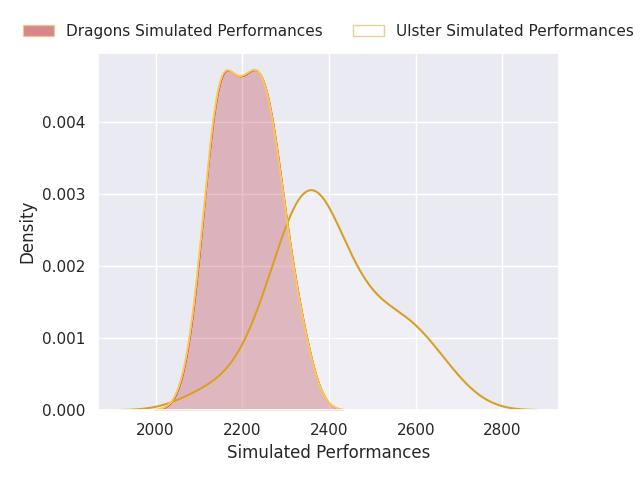 Dragons Simulated Performances Ulster Simulated Performances
0.004
0.003
0.002
0.001
0.000
Density
2000 2200 2400 2600 2800
Simulated Performances